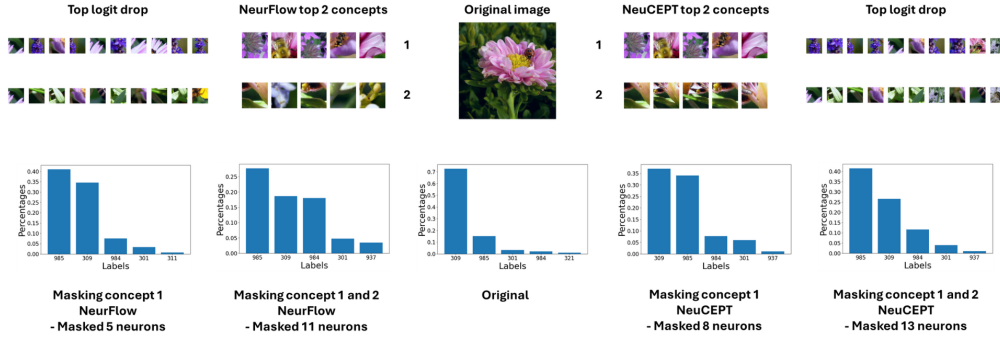 Top logit drop
NeurFlow top 2 concepts
Original image
NeuCEPT top 2 concepts
Top logit drop
1
2
1
2
Percentages
0.40
0.35
0.30
0.25
0.20
0.15
0.10
0.05
0.00
985 309 984 301 311
Labels
Percentages
0.25
0.20
0.15
0.10
0.05
0.00
985 309 984 301 937
Labels
Percentages
0.7
0.6
0.5
0.4
0.3
0.2
0.1
0.0
309 985 301 984 321
Labels
Percentages
0.35
0.30
0.25
0.20
0.15
0.10
0.05
0.00
309 985 984 301 937
Labels
Percentages
0.40
0.35
0.30
0.25
0.20
0.15
0.10
0.05
0.00
985 309 984 301 937
Labels
Masking concept 1
NeurFlow
- Masked 5 neurons
Masking concept 1 and 2
NeurFlow
- Masked 11 neurons
Original
Masking concept 1
NeuCEPT
- Masked 8 neurons
Masking concept 1 and 2
NeuCEPT
- Masked 13 neurons